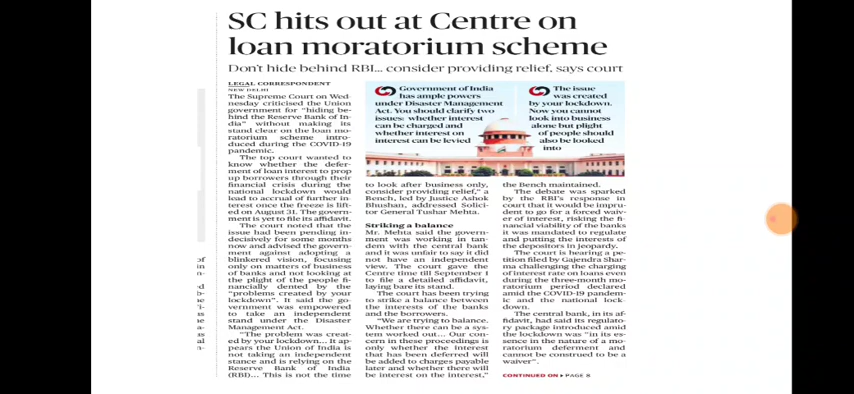 SC hits out at Centre on
loan moratorium scheme
Don't hide behind RBI... consider providing relief, says court
LEGAL CORRESPONDENT
NEW DELHI
The Supreme Court on Wed-
nesday criticised the Union
government for "hiding be-
hind the Reserve Bank of In-
dia" without making its
stand clear on the loan mo-
ratorium scheme intro-
duced during the COVID-19
pandemic.
The top court wanted to
know whether the defer-
ment of loan interest to prop
up borrowers through their
financial crisis during the
national lockdown would
lead to accrual of further in-
terest once the freeze is lift-
ed on August 31. The govern-
ment is yet to file its affidavit.
The court noted that the
issue had been pending in-
decisively for some months
now and advised the govern-
ment against adopting a
blinkered vision, focusing
only on matters of business
of banks and not looking at
the plight of the people fi-
nancially dented by the
"problems created by your
lockdown". It said the go-
vernment was empowered
to take an independent
stand under the Disaster
Management Act.
"The problem was creat-
ed by your lockdown... It ap-
pears the Union of India is
not taking an independent
stance and is relying on the
Reserve Bank of India
(RBI)... This is not the time
Government of India
has ample powers
under Disaster Management
Act. You should clarify two
issues: whether interest
can be charged and
whether interest on
interest can be levied
The issue
was created
by your lockdown.
Now you cannot
look into business
alone but plight
of people should
also be looked
into
to look after business only,
consider providing relief," a
Bench, led by Justice Ashok
Bhushan, addressed Solici-
tor General Tushar Mehta.
Striking a balance
Mr. Mehta said the govern-
ment was working in tan-
dem with the central bank
and it was unfair to say it did
not have an independent
view. The court gave the
Centre time till September 1
to file a detailed affidavit,
laying bare its stand.
The court has been trying
to strike a balance between
the interests of the banks
and the borrowers.
"We are trying to balance.
Whether there can be a sys-
tem worked out... Our con-
cern in these proceedings is
only whether the interest
that has been deferred will
be added to charges payable
later and whether there will
be interest on the interest,"
the Bench maintained.
The debate was sparked
by the RBI's response in
court that it would be impru-
dent to go for a forced waiv-
er of interest, risking the fi-
nancial viability of the banks
it was mandated to regulate
and putting the interests of
the depositors in jeopardy.
The court is hearing a pe-
tition filed by Gajendra Shar-
ma challenging the charging
of interest rate on loans even
during the three-month mo-
ratorium period declared
amid the COVID-19 pandem-
ic and the national lock-
down.
The central bank, in its af-
fidavit, had said its regulato-
ry package introduced amid
the lockdown was "in its es-
sence in the nature of a mo-
ratorium deferment and
cannot be construed to be a
waiver".
CONTINUED ON ▸ PAGE 8